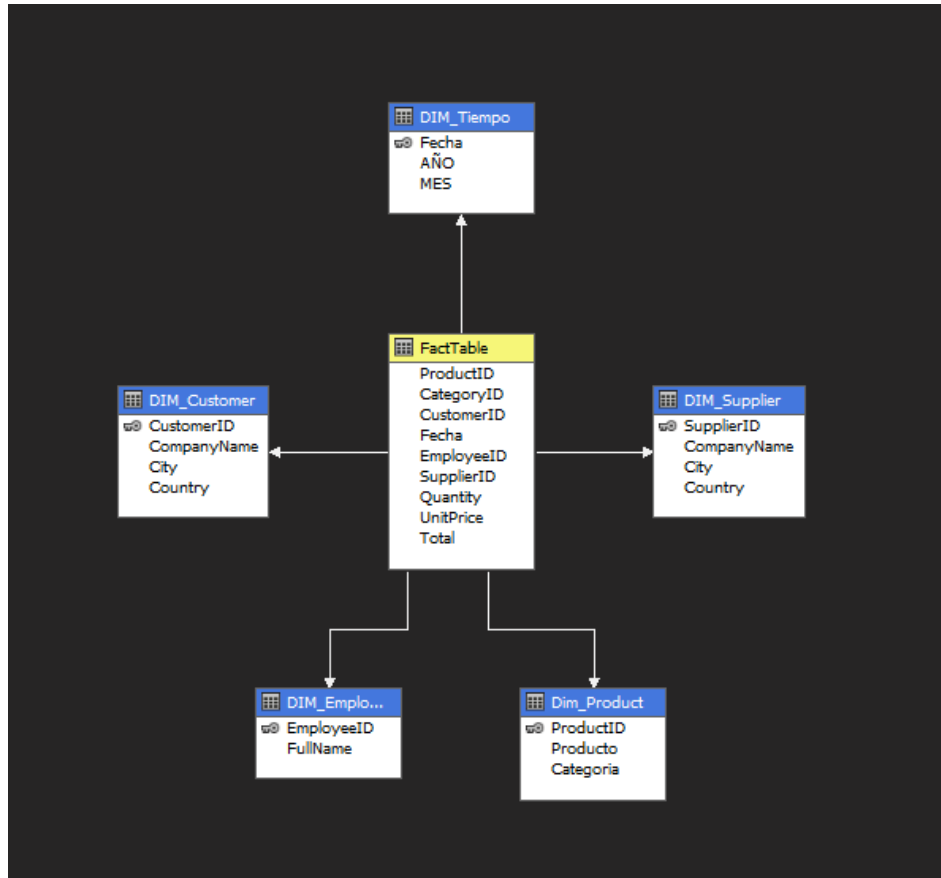 DIM_Tiempo
Fecha
AÑO
MES
FactTable
ProductID
CategoryID
CustomerID
Fecha
EmployeeID
SupplierID
Quantity
UnitPrice
Total
DIM_Customer
CustomerID
CompanyName
City
Country
DIM_Supplier
SupplierID
CompanyName
City
Country
DIM_Emplo...
EmployeeID
FullName
Dim_Product
ProductID
Producto
Categoria